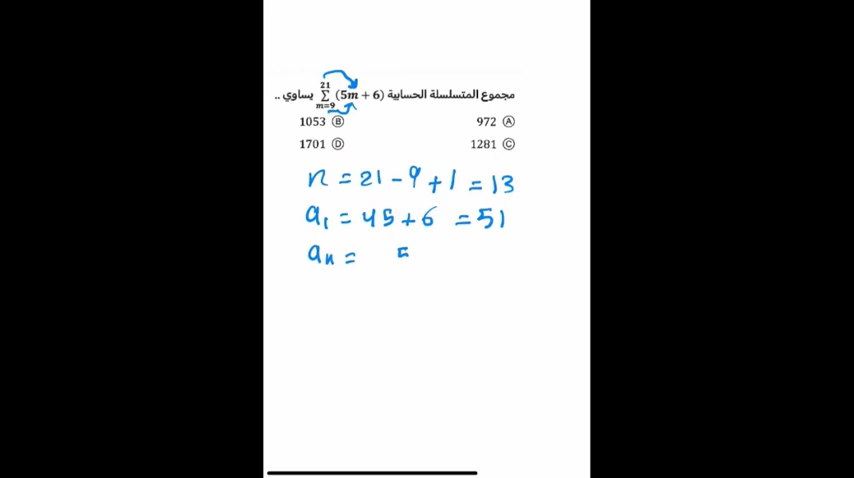 مجموع المتسلسلة الحسابية \sum_{m=9}^{21} (5m + 6) يساوي ..
Ⓐ 972 Ⓑ 1053
Ⓒ 1281 Ⓓ 1701
n = 21 - 9 + 1 = 13
a₁ = 45 + 6 = 51
aₙ =